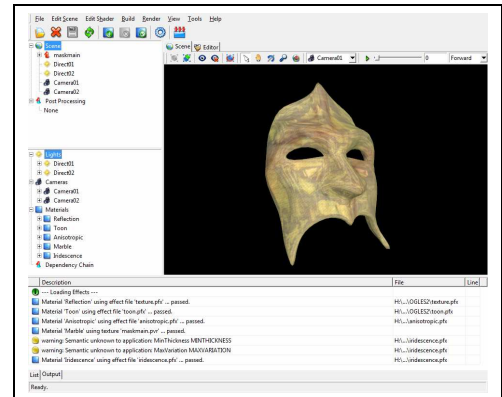 File Edit Scene Edit Shader Build Render View Tools Help
Scene
maskmain
Direct01
Direct02
Camera01
Camera02
Post Processing
None
Scene Editor
Camera01 0 Forward
Lights
Direct01
Direct02
Cameras
Camera01
Camera02
Materials
Reflection
Toon
Anisotropic
Marble
Iridescence
Dependency Chain
Description File Line
--- Loading Effects ---
Material 'Reflection' using effect file 'texture.pfx' ... passed. H:\...\OGLES2\texture.pfx
Material 'Toon' using effect file 'toon.pfx' ... passed. H:\...\OGLES2\toon.pfx
Material 'Anisotropic' using effect file 'anisotropic.pfx' ... passed. H:\...\anisotropic.pfx
Material 'Marble' using texture 'maskmain.pvr' ... passed.
warning: Semantic unknown to application: MinThickness MINTHICKNESS H:\...\iridescence.pfx
warning: Semantic unknown to application: MaxVariation MAXVARIATION H:\...\iridescence.pfx
Material 'Iridescence' using effect file 'iridescence.pfx' ... passed. H:\...\iridescence.pfx
List Output
Ready.